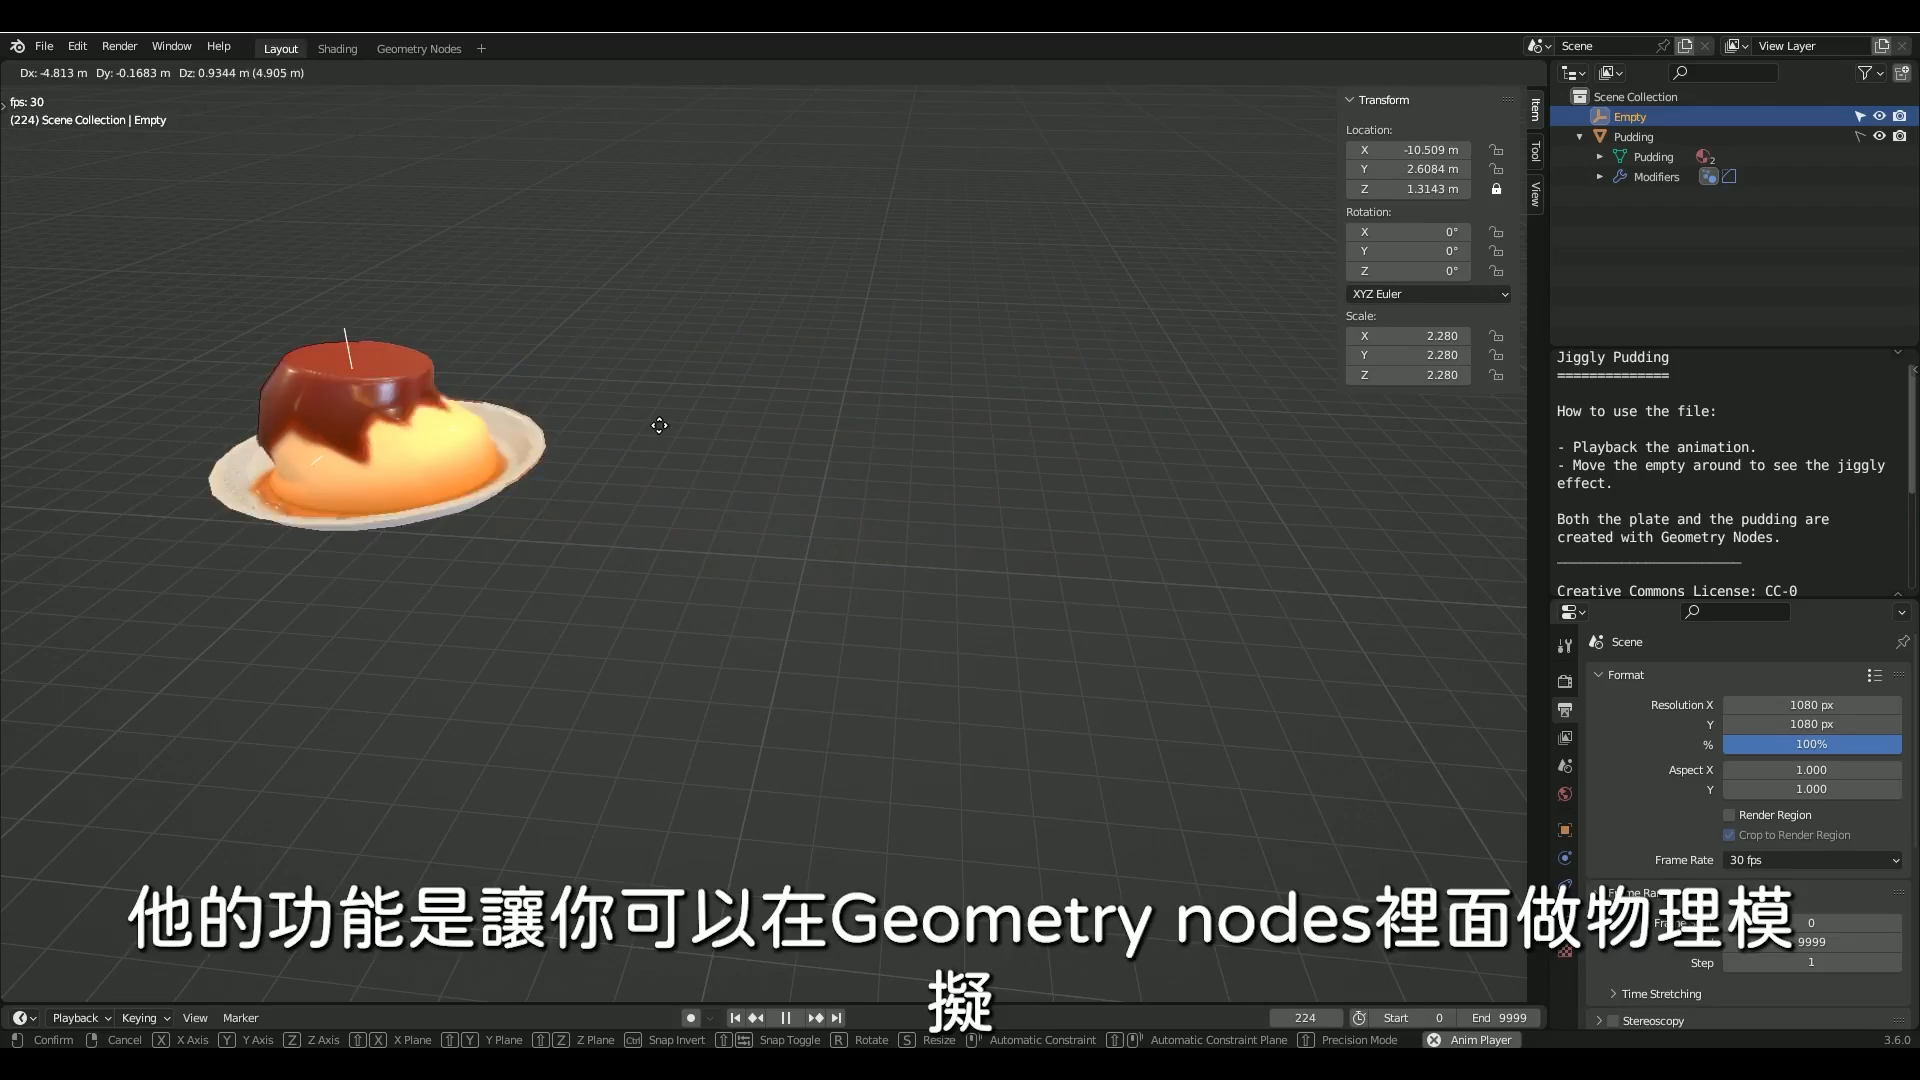 File Edit Render Window Help Layout Shading Geometry Nodes +
Scene View Layer
Dx: -4.813 m Dy: -0.1683 m Dz: 0.9344 m (4.905 m)
fps: 30
(224) Scene Collection | Empty
Transform
Location:
X -10.509 m
Y 2.6084 m
Z 1.3143 m
Rotation:
X 0°
Y 0°
Z 0°
XYZ Euler
Scale:
X 2.280
Y 2.280
Z 2.280
Item
Tool
View
Scene Collection
Empty
Pudding
Pudding 2
Modifiers
Jiggly Pudding
==============
How to use the file:
- Playback the animation.
- Move the empty around to see the jiggly
effect.
Both the plate and the pudding are
created with Geometry Nodes.
Creative Commons License: CC-0
Scene
Format
Resolution X 1080 px
Y 1080 px
% 100%
Aspect X 1.000
Y 1.000
Render Region
Crop to Render Region
Frame Rate 30 fps
0
9999
Step 1
Time Stretching
Stereoscopy
他的功能是讓你可以在Geometry nodes裡面做物理模
擬
Playback Keying View Marker 224 Start 0 End 9999
Confirm Cancel X X Axis Y Y Axis Z Z Axis X X Plane Y Y Plane Z Z Plane Ctrl Snap Invert Snap Toggle R Rotate S Resize Automatic Constraint Automatic Constraint Plane Precision Mode Anim Player 3.6.0